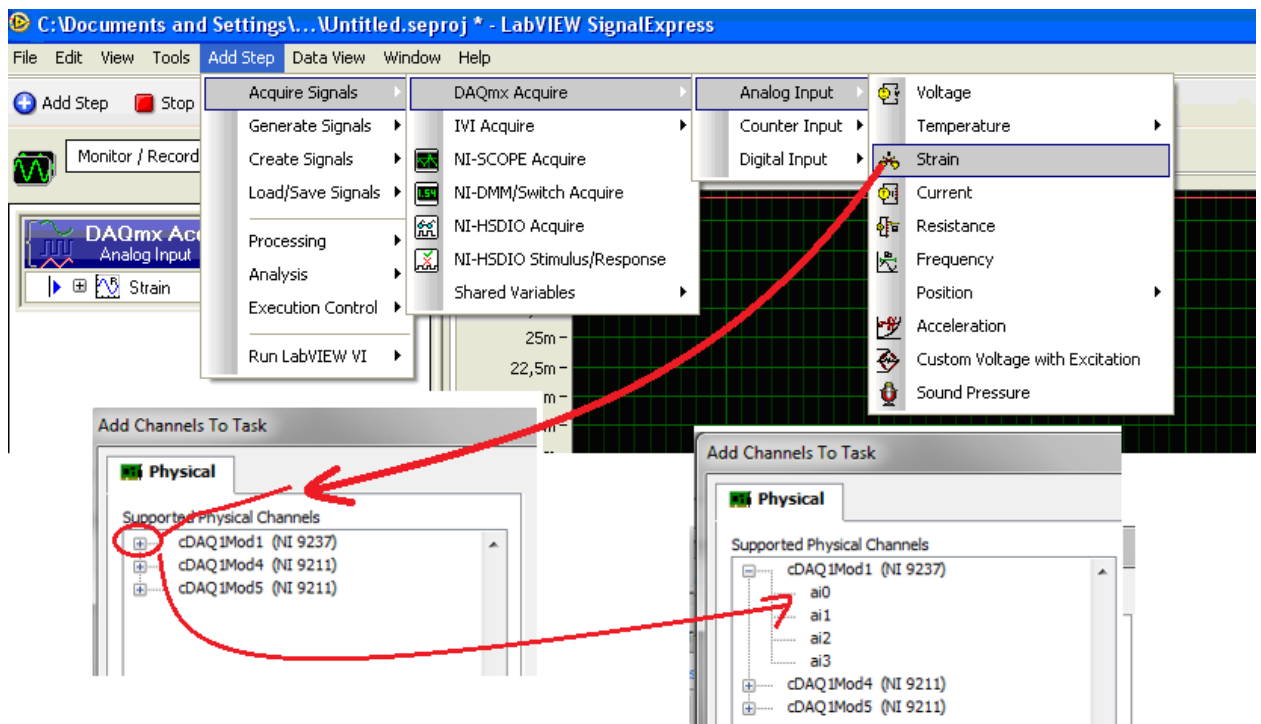 C:\Documents and Settings\...\Untitled.seproj * - LabVIEW SignalExpress
File Edit View Tools Add Step Data View Window Help
Add Step Stop
Monitor / Record
DAQmx Acq
Analog Input
Strain
Acquire Signals
Generate Signals
Create Signals
Load/Save Signals
Processing
Analysis
Execution Control
Run LabVIEW VI
DAQmx Acquire
IVI Acquire
NI-SCOPE Acquire
NI-DMM/Switch Acquire
NI-HSDIO Acquire
NI-HSDIO Stimulus/Response
Shared Variables
Analog Input
Counter Input
Digital Input
Voltage
Temperature
Strain
Current
Resistance
Frequency
Position
Acceleration
Custom Voltage with Excitation
Sound Pressure
25m
22,5m
Add Channels To Task
Physical
Supported Physical Channels
cDAQ1Mod1 (NI 9237)
cDAQ1Mod4 (NI 9211)
cDAQ1Mod5 (NI 9211)
Add Channels To Task
Physical
Supported Physical Channels
cDAQ1Mod1 (NI 9237)
ai0
ai1
ai2
ai3
cDAQ1Mod4 (NI 9211)
cDAQ1Mod5 (NI 9211)